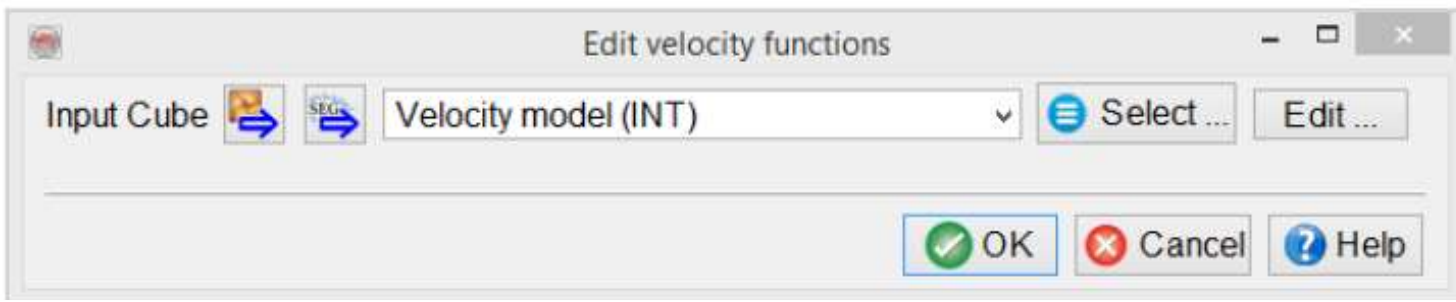 Edit velocity functions
Input Cube SEG Velocity model (INT) Select ... Edit ...
OK Cancel Help